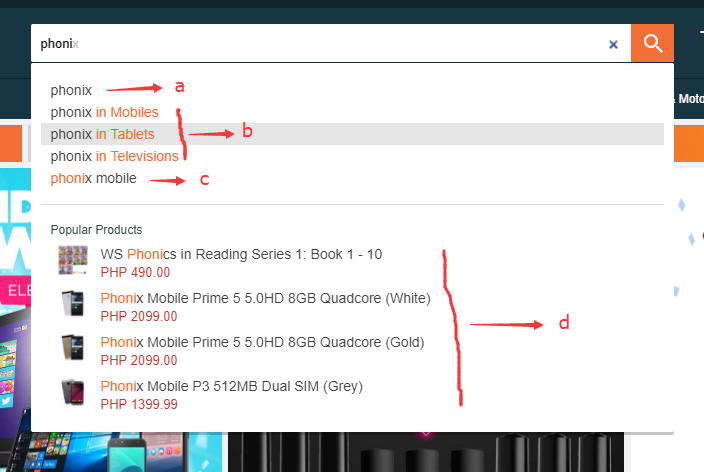 phonix
& Moto
phonix a
phonix in Mobiles
phonix in Tablets b
phonix in Televisions
phonix mobile c
Popular Products
WS Phonics in Reading Series 1: Book 1 - 10
PHP 490.00
Phonix Mobile Prime 5 5.0HD 8GB Quadcore (White)
PHP 2099.00
d
Phonix Mobile Prime 5 5.0HD 8GB Quadcore (Gold)
PHP 2099.00
Phonix Mobile P3 512MB Dual SIM (Grey)
PHP 1399.99
ELE